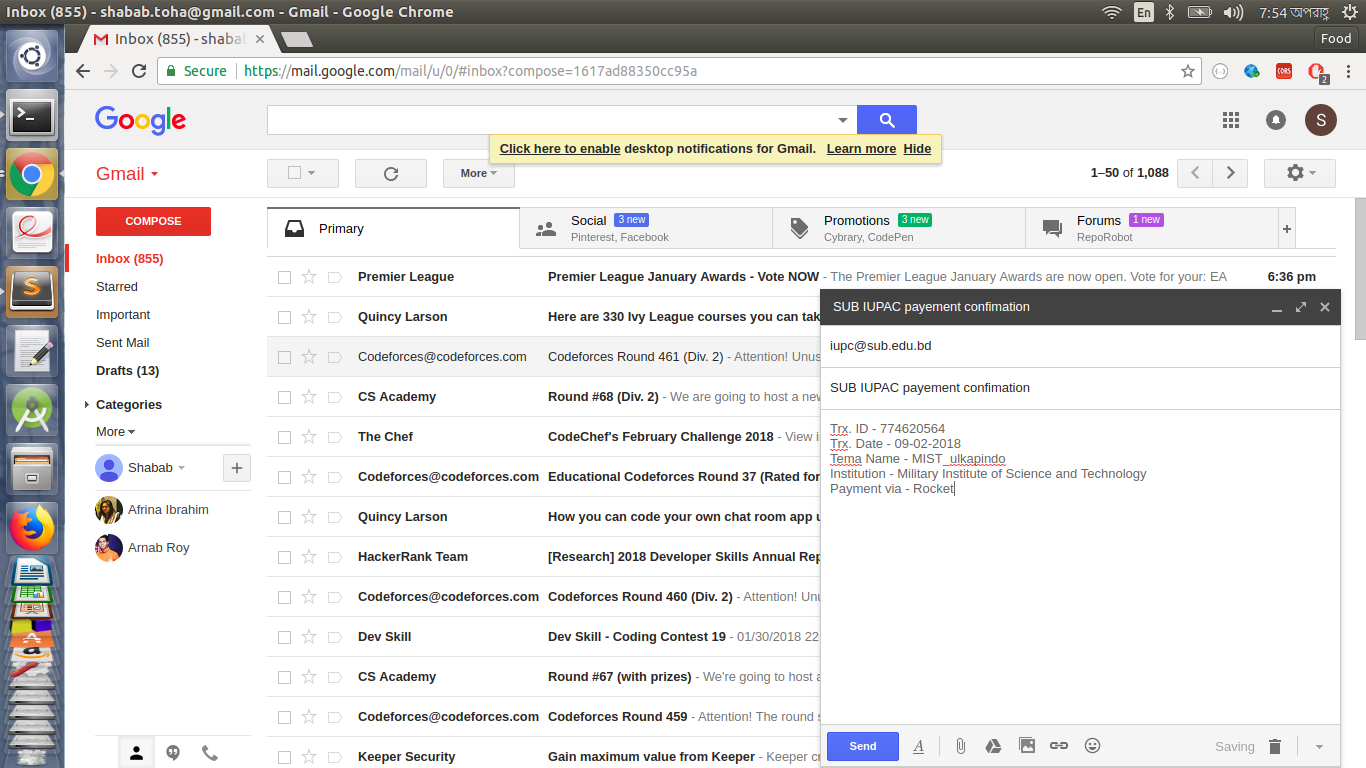 Inbox (855) - shabab.toha@gmail.com - Gmail - Google Chrome
En
7:54 অপরাহ্ণ
Inbox (855) - shabab
Food
Secure
https://mail.google.com/mail/u/0/#inbox?compose=1617ad88350cc95a
CORS
2
Google
S
Click here to enable desktop notifications for Gmail. Learn more Hide
Gmail
More
1–50 of 1,088
COMPOSE
Primary
Social 3 new
Pinterest, Facebook
Promotions 3 new
Cybrary, CodePen
Forums 1 new
RepoRobot
+
Inbox (855)
Starred
Important
Sent Mail
Drafts (13)
Categories
More
Shabab
+
Afrina Ibrahim
Arnab Roy
Premier League Premier League January Awards - Vote NOW - The Premier League January Awards are now open. Vote for your: EA 6:36 pm
Quincy Larson Here are 330 Ivy League courses you can tak
Codeforces@codeforces.com Codeforces Round 461 (Div. 2) - Attention! Unus
CS Academy Round #68 (Div. 2) - We are going to host a new
The Chef CodeChef's February Challenge 2018 - View i
Codeforces@codeforces.com Educational Codeforces Round 37 (Rated for
Quincy Larson How you can code your own chat room app u
HackerRank Team [Research] 2018 Developer Skills Annual Rep
Codeforces@codeforces.com Codeforces Round 460 (Div. 2) - Attention! Unu
Dev Skill Dev Skill - Coding Contest 19 - 01/30/2018 22
CS Academy Round #67 (with prizes) - We're going to host a
Codeforces@codeforces.com Codeforces Round 459 - Attention! The round s
Keeper Security Gain maximum value from Keeper - Keeper cr
SUB IUPAC payement confimation
iupc@sub.edu.bd
SUB IUPAC payement confimation
Trx. ID - 774620564
Trx. Date - 09-02-2018
Tema Name - MIST_ulkapindo
Institution - Military Institute of Science and Technology
Payment via - Rocket
Send
A
Saving